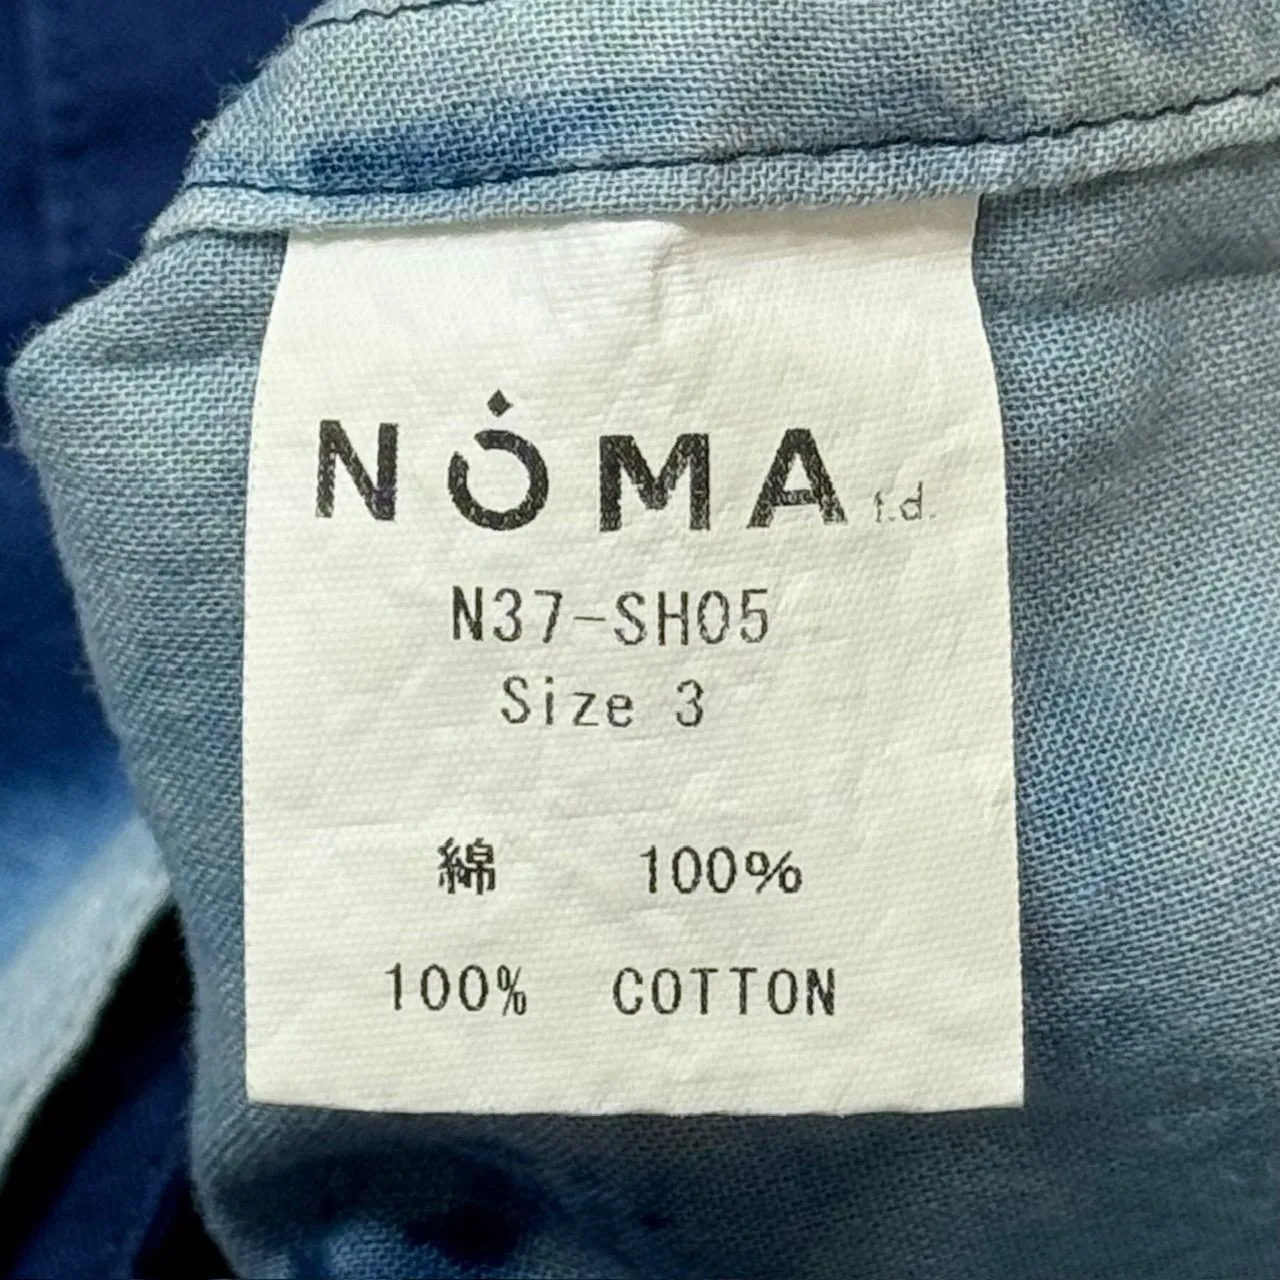 NOMA t.d.
N37-SH05
Size 3
綿 100%
100% COTTON